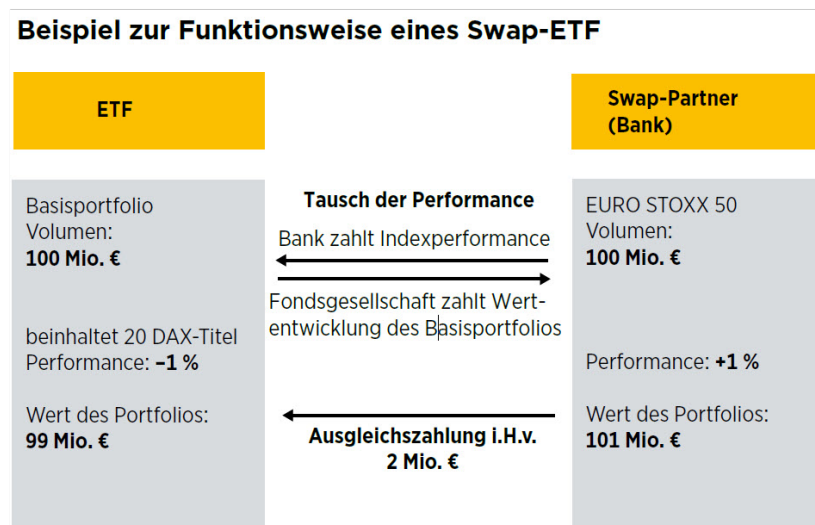 Beispiel zur Funktionsweise eines Swap-ETF
ETF
Swap-Partner
(Bank)
Basisportfolio
Volumen:
100 Mio. €
beinhaltet 20 DAX-Titel
Performance: –1 %
Wert des Portfolios:
99 Mio. €
Tausch der Performance
Bank zahlt Indexperformance
Fondsgesellschaft zahlt Wert-
entwicklung des Basisportfolios
Ausgleichszahlung i.H.v.
2 Mio. €
EURO STOXX 50
Volumen:
100 Mio. €
Performance: +1 %
Wert des Portfolios:
101 Mio. €